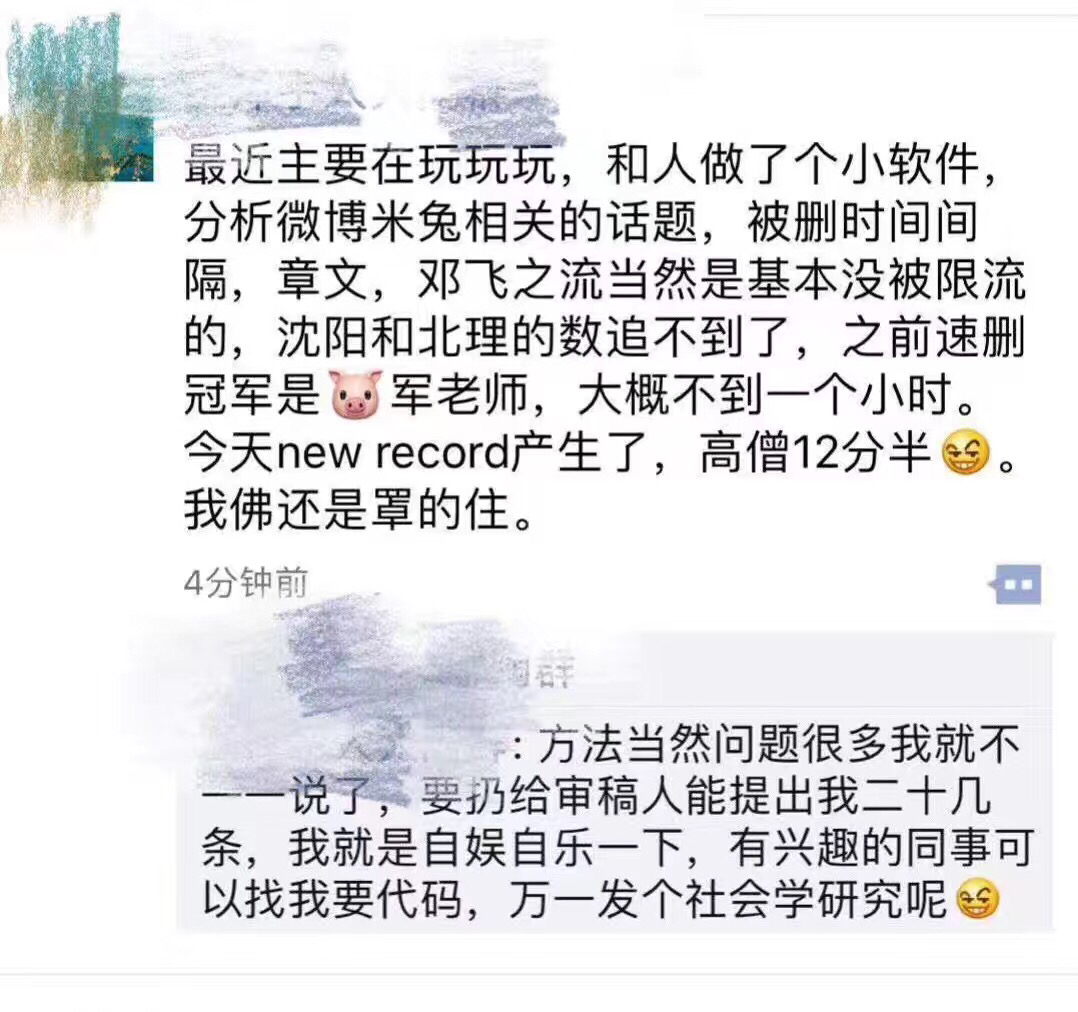 最近主要在玩玩玩，和人做了个小软件，
分析微博米兔相关的话题，被删时间间
隔，章文，邓飞之流当然是基本没被限流
的，沈阳和北理的数追不到了，之前速删
冠军是🐷军老师，大概不到一个小时。
今天new record产生了，高僧12分半😆。
我佛还是罩的住。
4分钟前
群
：方法当然问题很多我就不
一一说了，要扔给审稿人能提出我二十几
条，我就是自娱自乐一下，有兴趣的同事可
以找我要代码，万一发个社会学研究呢😆